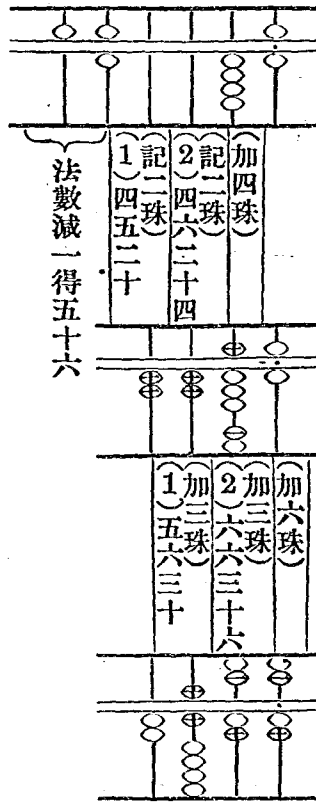 (加四珠)
(記二珠)
(2)四六二十四
(記二珠)
(1)四五二十
法數減一得五十六
(加六珠)
(加三珠)
(2)六六三十六
(加三珠)
(1)五六三十